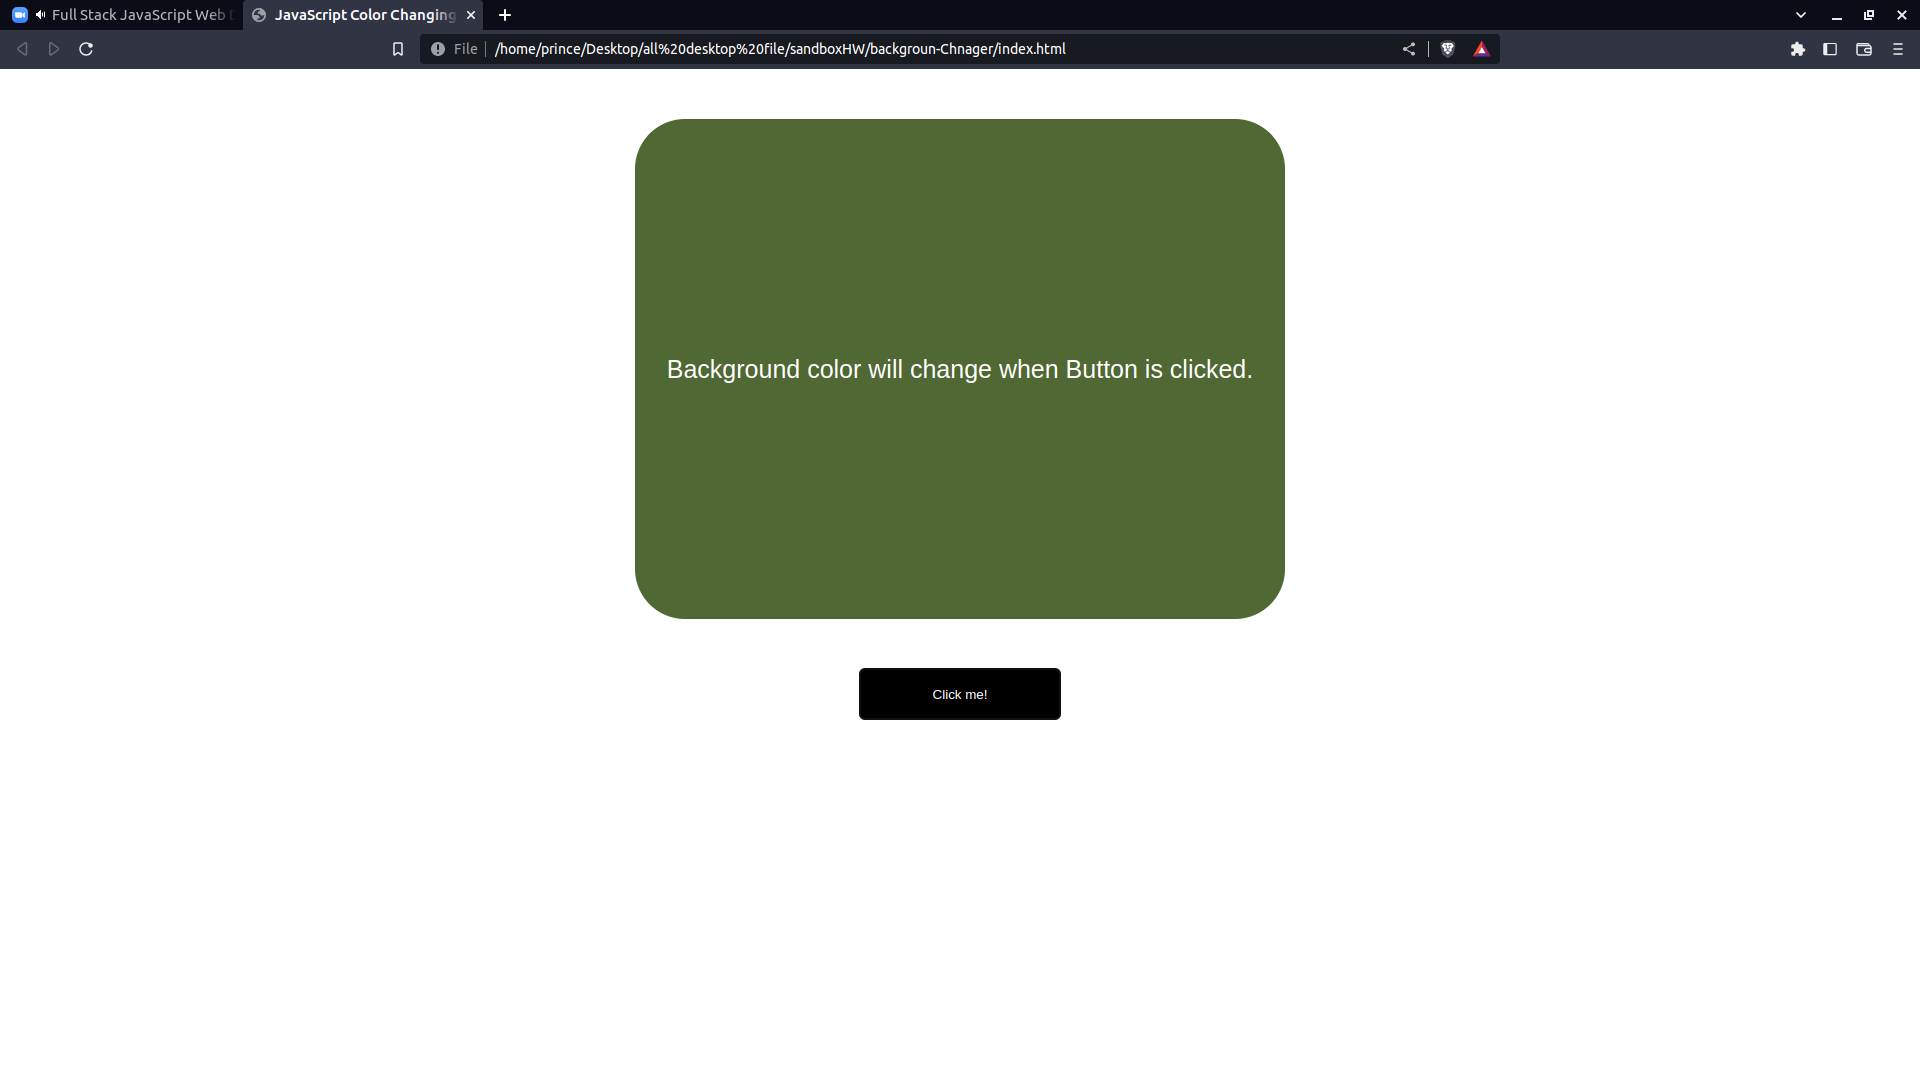 Full Stack JavaScript Web
JavaScript Color Changing
File
/home/prince/Desktop/all%20desktop%20file/sandboxHW/backgroun-Chnager/index.html
Background color will change when Button is clicked.
Click me!